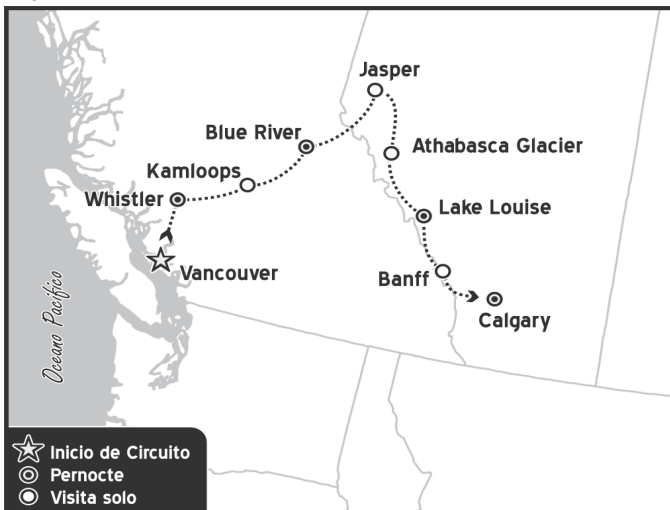 Jasper
Blue River
Athabasca Glacier
Kamloops
Whistler
Lake Louise
Vancouver
Banff
Calgary
Oceano Pacifico
Inicio de Circuito
Pernocte
Visita solo